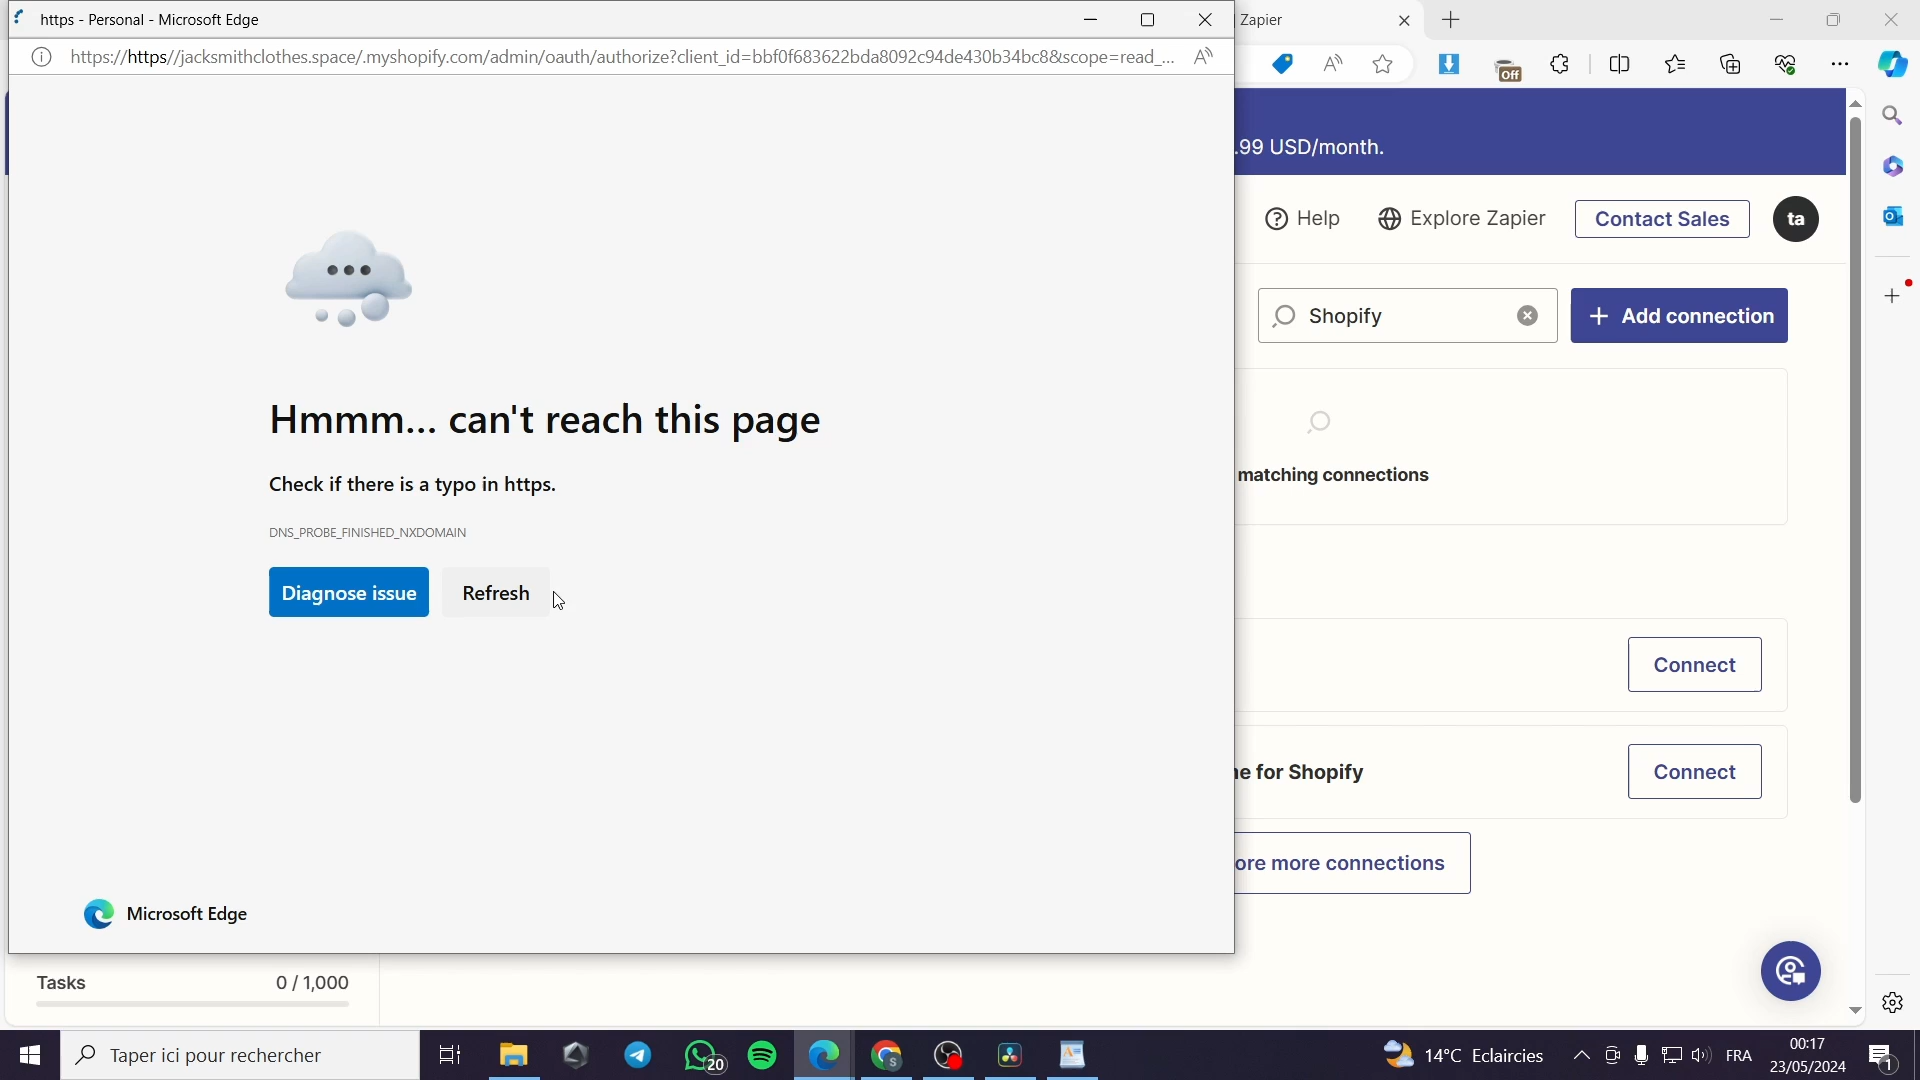 https - Personal - Microsoft Edge
Zapier
https://https//jacksmithclothes.space/.myshopify.com/admin/oauth/authorize?client_id=bbf0f683622bda8092c94de430b34bc8&scope=read_...
Off
.99 USD/month.
Help
Explore Zapier
Contact Sales
ta
Shopify
+ Add connection
Hmmm... can't reach this page
matching connections
Check if there is a typo in https.
DNS_PROBE_FINISHED_NXDOMAIN
Diagnose issue
Refresh
Connect
ne for Shopify
Connect
ore more connections
Microsoft Edge
Tasks
0 / 1,000
Taper ici pour rechercher
20
S
14°C Eclaircies
FRA
00:17
23/05/2024
1